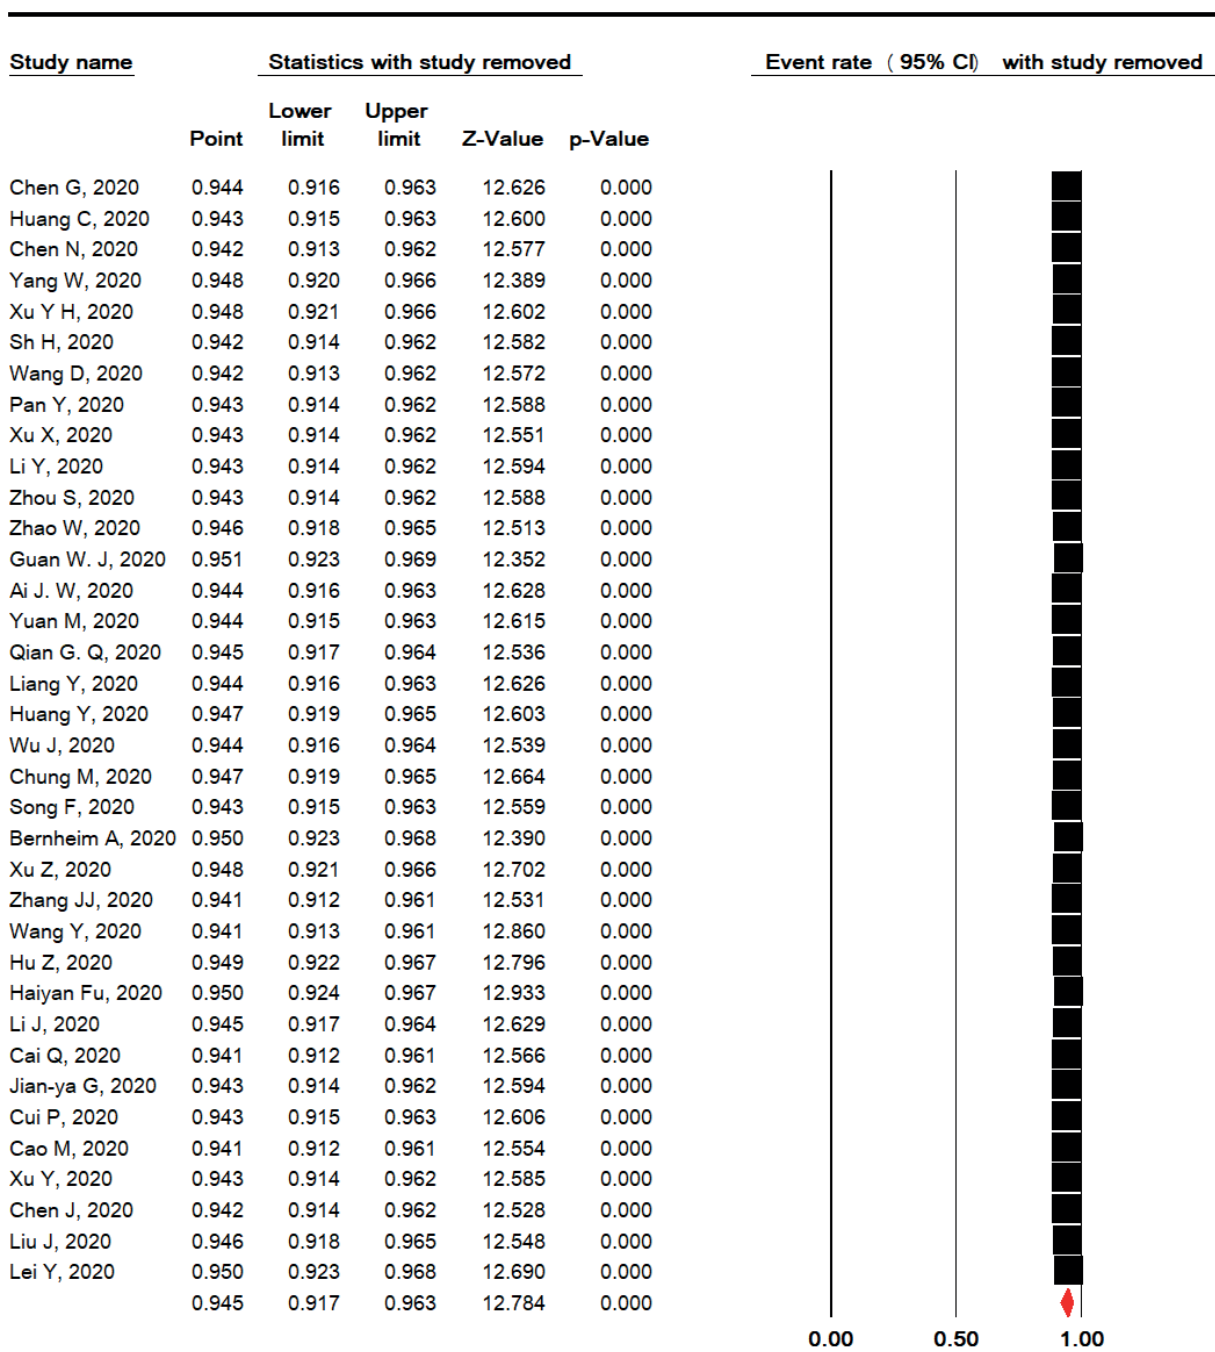 Study name Statistics with study removed Event rate ( 95% CI) with study removed
Lower Upper
Point limit limit Z-Value p-Value
Chen G, 2020 0.944 0.916 0.963 12.626 0.000
Huang C, 2020 0.943 0.915 0.963 12.600 0.000
Chen N, 2020 0.942 0.913 0.962 12.577 0.000
Yang W, 2020 0.948 0.920 0.966 12.389 0.000
Xu Y H, 2020 0.948 0.921 0.966 12.602 0.000
Sh H, 2020 0.942 0.914 0.962 12.582 0.000
Wang D, 2020 0.942 0.913 0.962 12.572 0.000
Pan Y, 2020 0.943 0.914 0.962 12.588 0.000
Xu X, 2020 0.943 0.914 0.962 12.551 0.000
Li Y, 2020 0.943 0.914 0.962 12.594 0.000
Zhou S, 2020 0.943 0.914 0.962 12.588 0.000
Zhao W, 2020 0.946 0.918 0.965 12.513 0.000
Guan W. J, 2020 0.951 0.923 0.969 12.352 0.000
Ai J. W, 2020 0.944 0.916 0.963 12.628 0.000
Yuan M, 2020 0.944 0.915 0.963 12.615 0.000
Qian G. Q, 2020 0.945 0.917 0.964 12.536 0.000
Liang Y, 2020 0.944 0.916 0.963 12.626 0.000
Huang Y, 2020 0.947 0.919 0.965 12.603 0.000
Wu J, 2020 0.944 0.916 0.964 12.539 0.000
Chung M, 2020 0.947 0.919 0.965 12.664 0.000
Song F, 2020 0.943 0.915 0.963 12.559 0.000
Bernheim A, 2020 0.950 0.923 0.968 12.390 0.000
Xu Z, 2020 0.948 0.921 0.966 12.702 0.000
Zhang JJ, 2020 0.941 0.912 0.961 12.531 0.000
Wang Y, 2020 0.941 0.913 0.961 12.860 0.000
Hu Z, 2020 0.949 0.922 0.967 12.796 0.000
Haiyan Fu, 2020 0.950 0.924 0.967 12.933 0.000
Li J, 2020 0.945 0.917 0.964 12.629 0.000
Cai Q, 2020 0.941 0.912 0.961 12.566 0.000
Jian-ya G, 2020 0.943 0.914 0.962 12.594 0.000
Cui P, 2020 0.943 0.915 0.963 12.606 0.000
Cao M, 2020 0.941 0.912 0.961 12.554 0.000
Xu Y, 2020 0.943 0.914 0.962 12.585 0.000
Chen J, 2020 0.942 0.914 0.962 12.528 0.000
Liu J, 2020 0.946 0.918 0.965 12.548 0.000
Lei Y, 2020 0.950 0.923 0.968 12.690 0.000
0.945 0.917 0.963 12.784 0.000
0.00 0.50 1.00